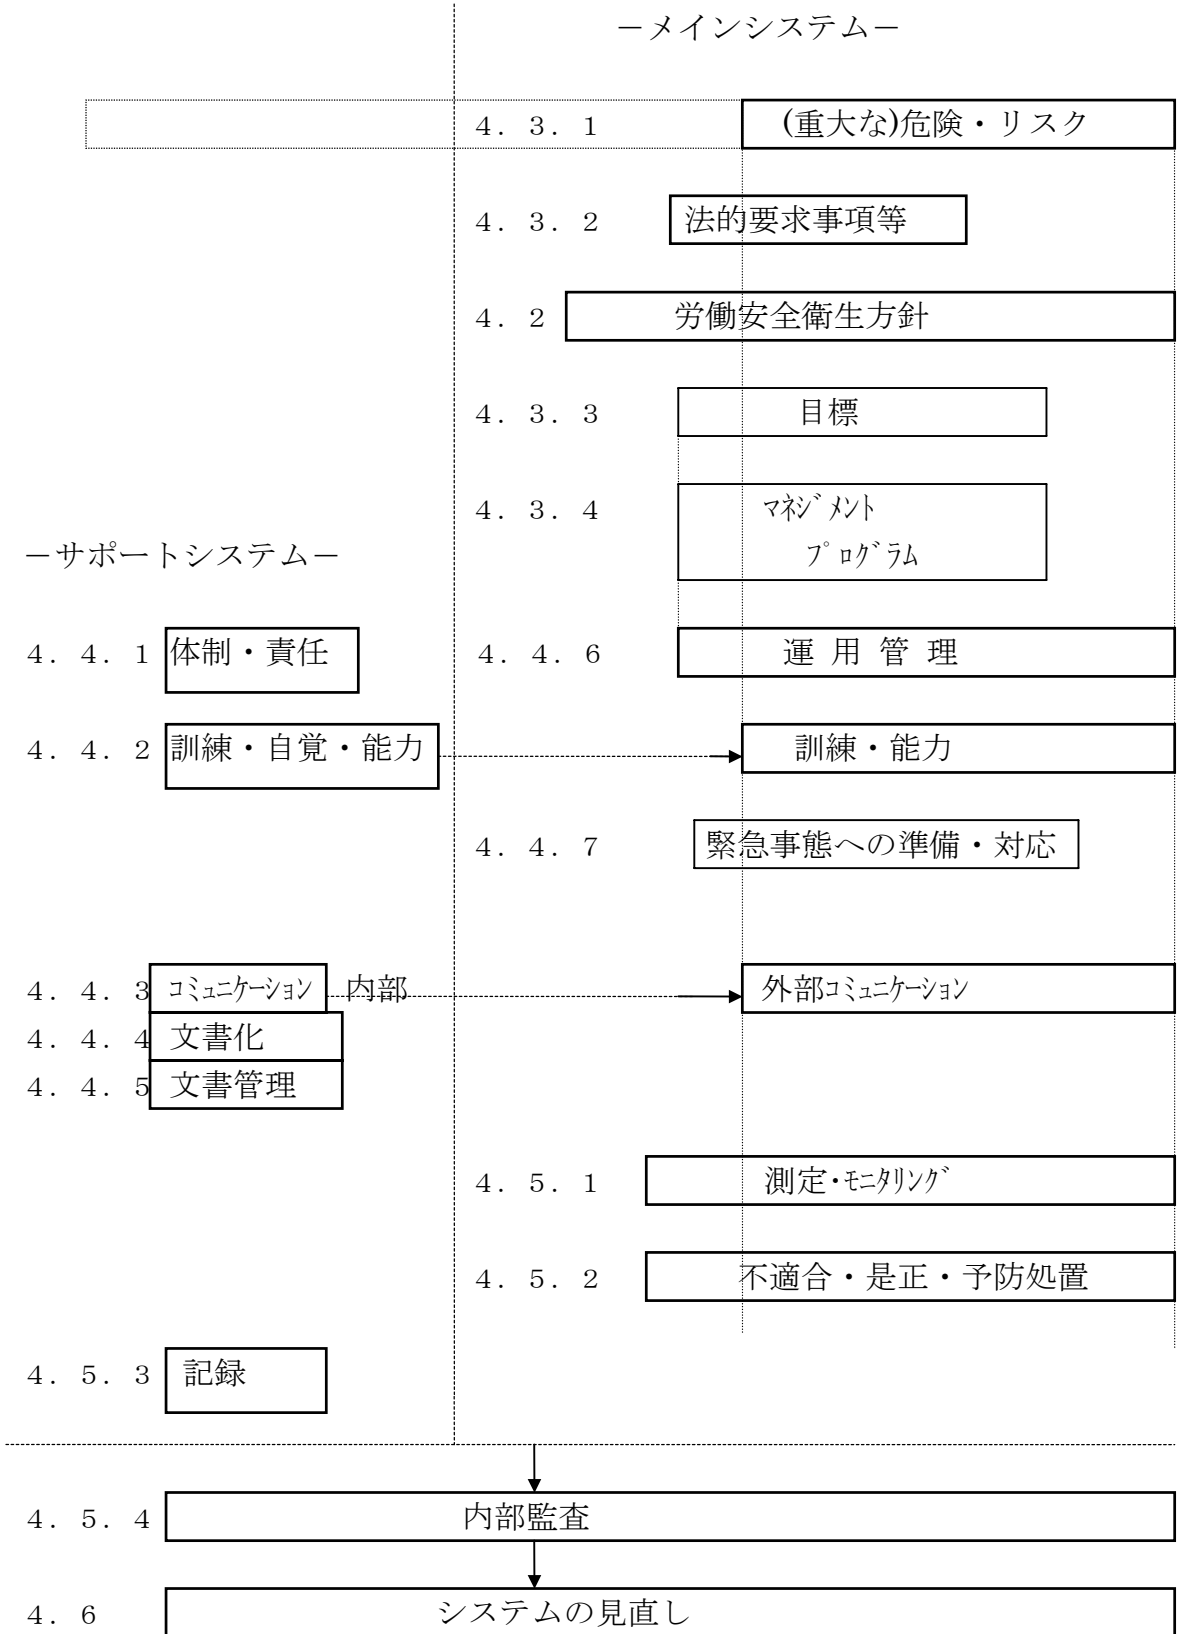 －メインシステム－
４．３．１ (重大な)危険・リスク
４．３．２ 法的要求事項等
４．２ 労働安全衛生方針
４．３．３ 目標
４．３．４ ﾏﾈｼﾞﾒﾝﾄ
ﾌﾟﾛｸﾞﾗﾑ
－サポートシステム－
４．４．１ 体制・責任 ４．４．６ 運 用 管 理
４．４．２ 訓練・自覚・能力 訓練・能力
４．４．７ 緊急事態への準備・対応
４．４．３ ｺﾐｭﾆｹｰｼｮﾝ 内部 外部ｺﾐｭﾆｹｰｼｮﾝ
４．４．４ 文書化
４．４．５ 文書管理
４．５．１ 測定･ﾓﾆﾀﾘﾝｸﾞ
４．５．２ 不適合・是正・予防処置
４．５．３ 記録
４．５．４ 内部監査
４．６ システムの見直し